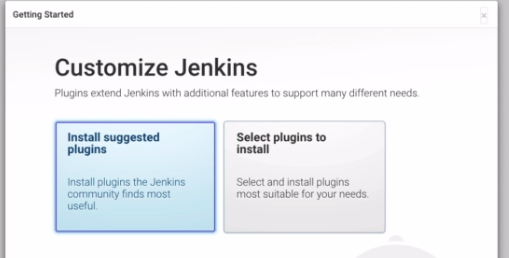 Getting Started
Customize Jenkins
Plugins extend Jenkins with additional features to support many different needs.
Install suggested
plugins
Install plugins the Jenkins
community finds most
useful.
Select plugins to
install
Select and install plugins
most suitable for your needs.